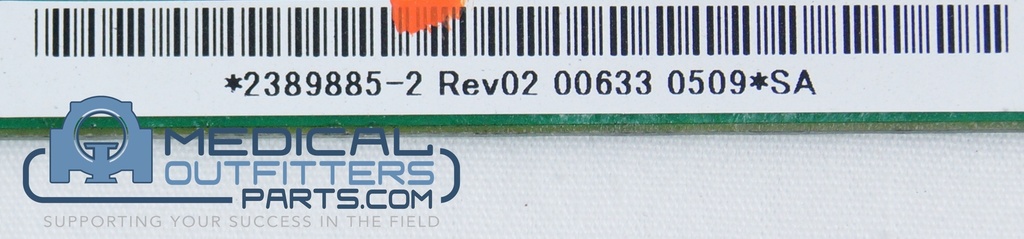 *2389885-2 Rev02 00633 0509*SA
MEDICAL
OUTFITTERS
PARTS.COM
SUPPORTING YOUR SUCCESS IN THE FIELD